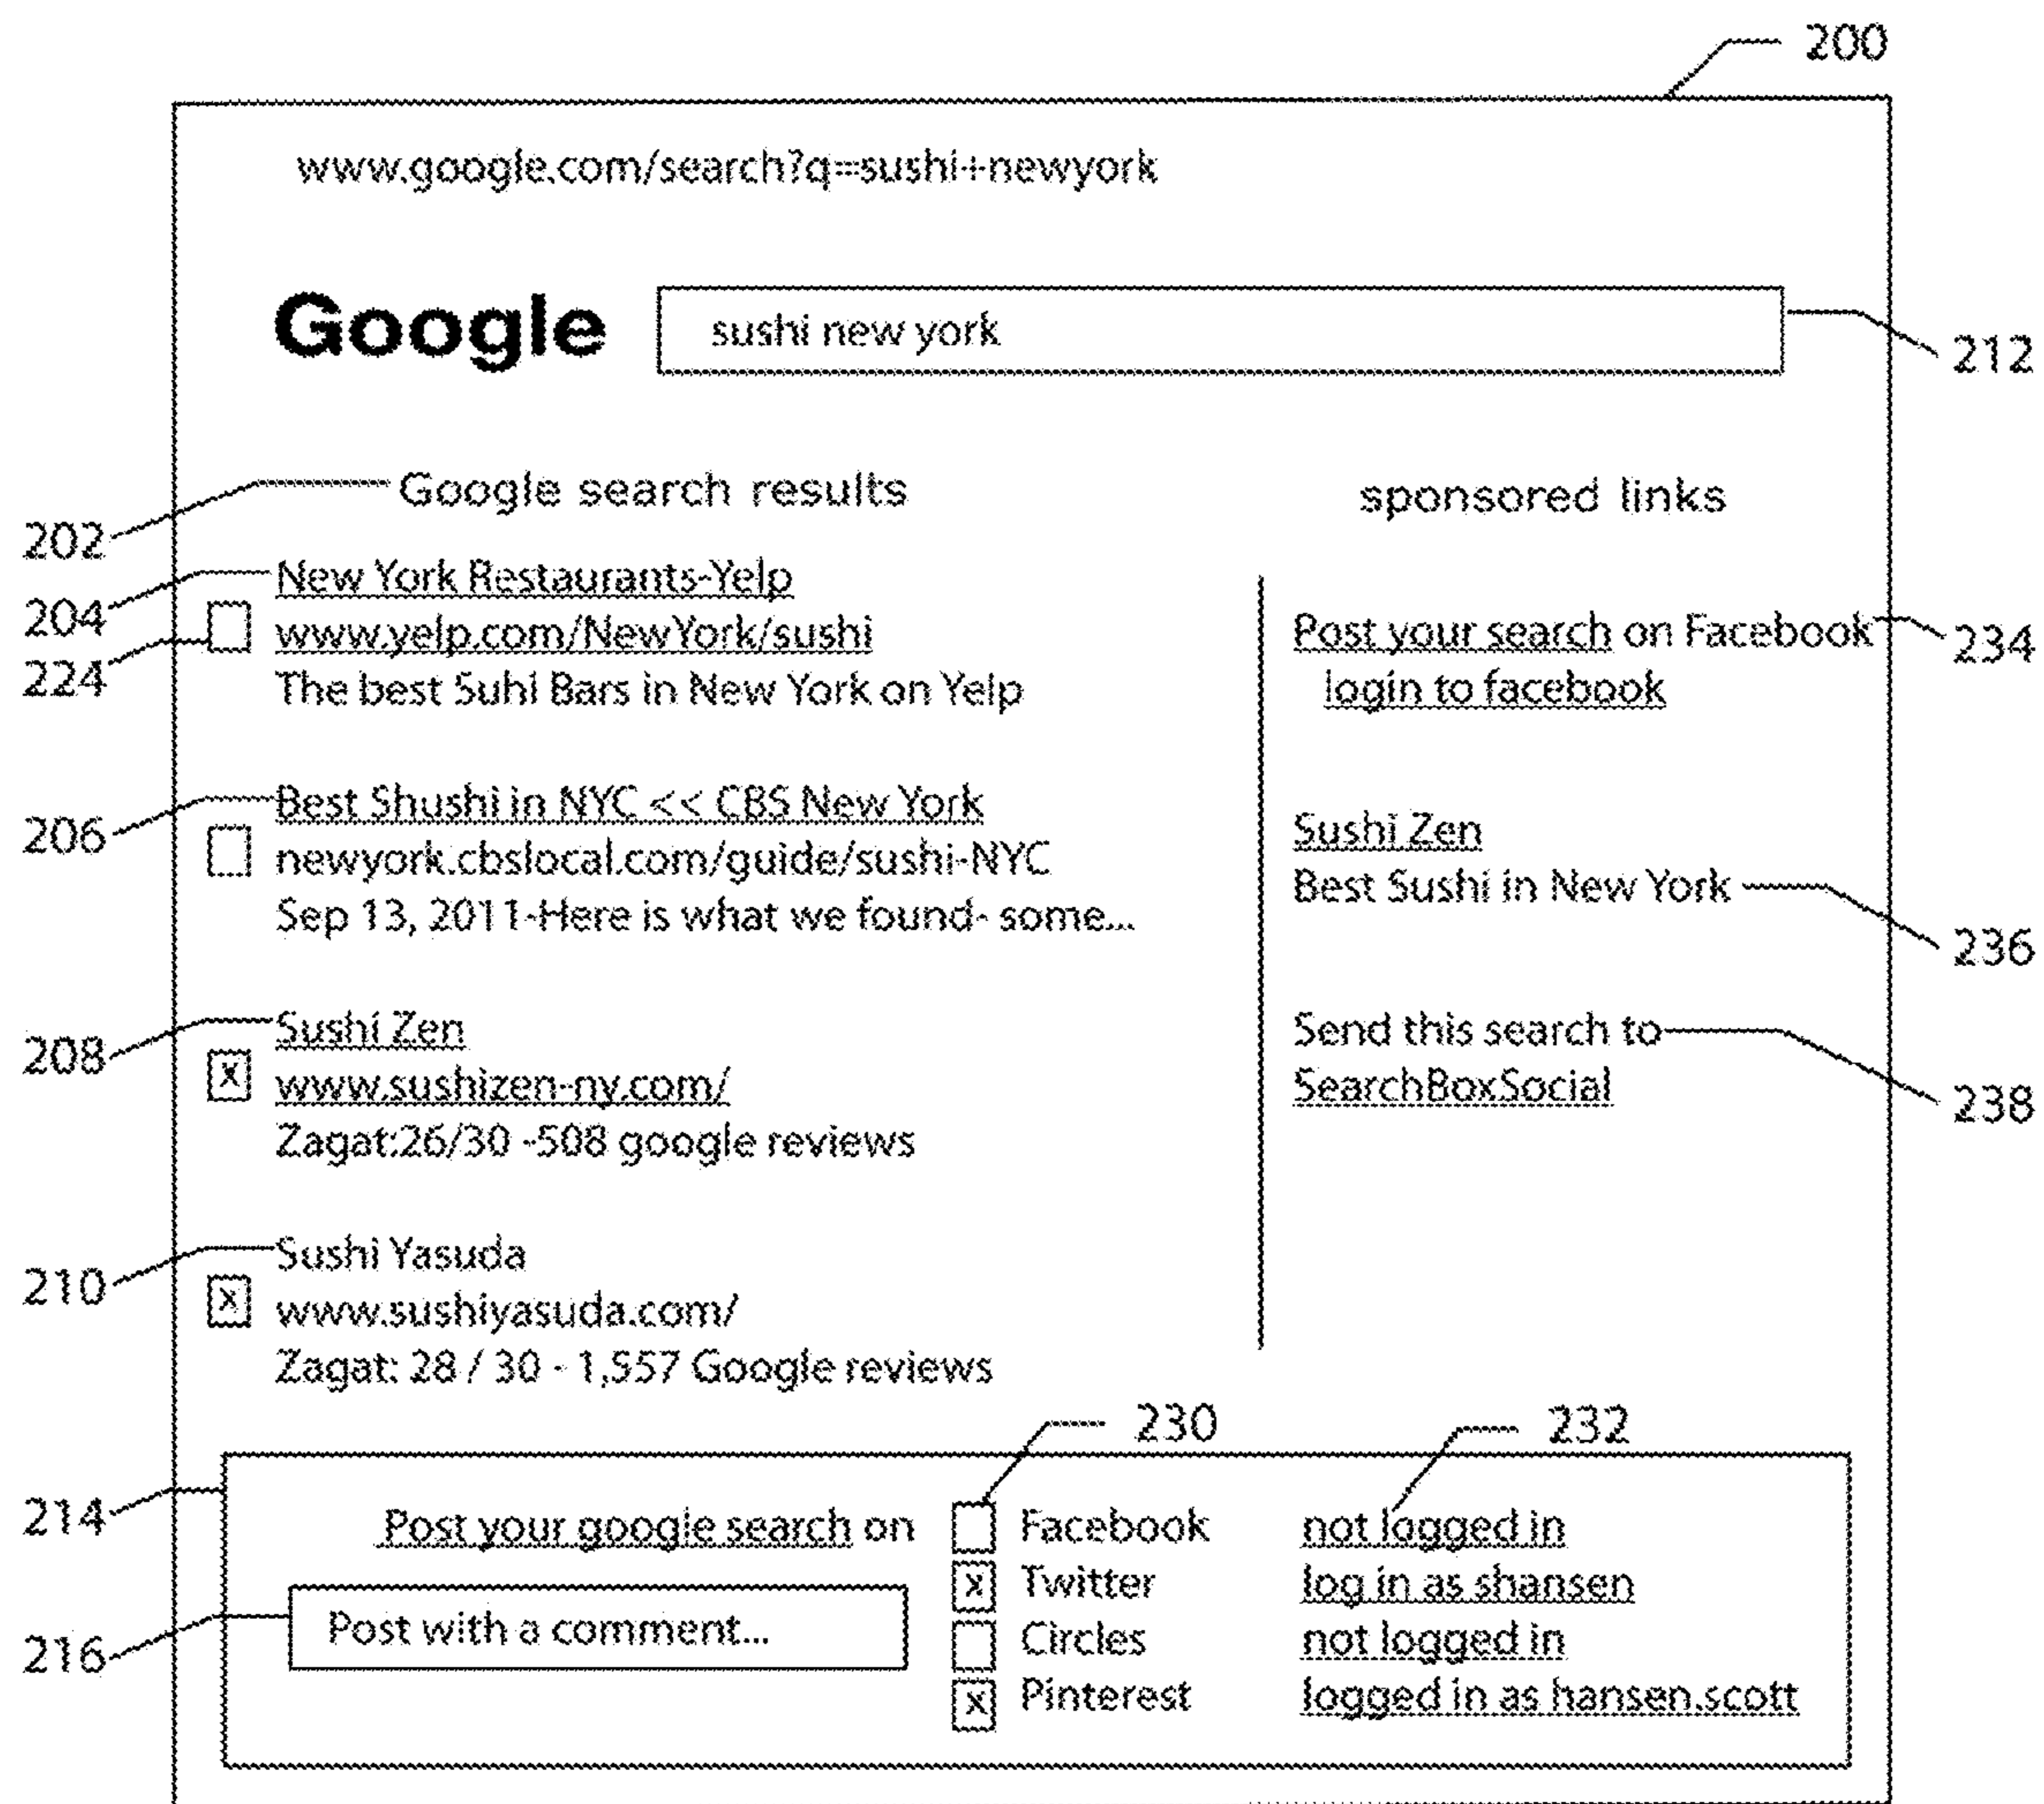 200
www.google.com/search?q=sushi+newyork
Google
sushi new york
212
202
Google search results
sponsored links
204
New York Restaurants-Yelp
224
www.yelp.com/NewYork/sushi
The best Suhi Bars in New York on Yelp
Post your search on Facebook
234
login to facebook
206
Best Shushi in NYC << CBS New York
newyork.cbslocal.com/guide/sushi-NYC
Sep 13, 2011-Here is what we found- some...
Sushi Zen
Best Sushi in New York
236
208
Sushi Zen
X www.sushizen-ny.com/
Zagat:26/30 -508 google reviews
Send this search to
SearchBoxSocial
238
210
Sushi Yasuda
X www.sushiyasuda.com/
Zagat: 28 / 30 - 1,557 Google reviews
230
232
214
Post your google search on
Facebook not logged in
X Twitter log in as shansen
Circles not logged in
X Pinterest logged in as hansen.scott
216
Post with a comment...